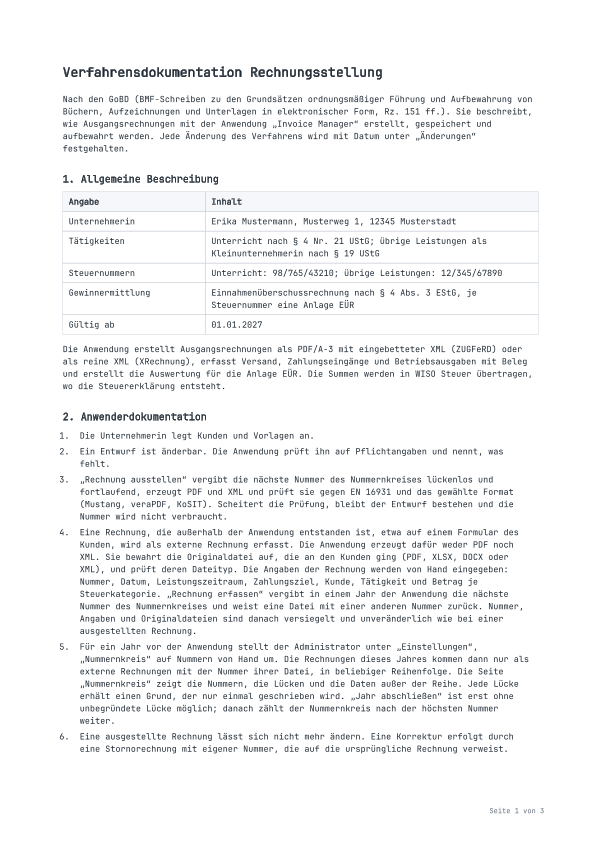 Verfahrensdokumentation Rechnungsstellung
Nach den GoBD (BMF-Schreiben zu den Grundsätzen ordnungsmäßiger Führung und Aufbewahrung von
Büchern, Aufzeichnungen und Unterlagen in elektronischer Form, Rz. 151 ff.). Sie beschreibt,
wie Ausgangsrechnungen mit der Anwendung „Invoice Manager“ erstellt, gespeichert und
aufbewahrt werden. Jede Änderung des Verfahrens wird mit Datum unter „Änderungen“
festgehalten.
1. Allgemeine Beschreibung
Angabe Inhalt
Unternehmerin Erika Mustermann, Musterweg 1, 12345 Musterstadt
Tätigkeiten Unterricht nach § 4 Nr. 21 UStG; übrige Leistungen als
Kleinunternehmerin nach § 19 UStG
Steuernummern Unterricht: 98/765/43210; übrige Leistungen: 12/345/67890
Gewinnermittlung Einnahmenüberschussrechnung nach § 4 Abs. 3 EStG, je
Steuernummer eine Anlage EÜR
Gültig ab 01.01.2027
Die Anwendung erstellt Ausgangsrechnungen als PDF/A-3 mit eingebetteter XML (ZUGFeRD) oder
als reine XML (XRechnung), erfasst Versand, Zahlungseingänge und Betriebsausgaben mit Beleg
und erstellt die Auswertung für die Anlage EÜR. Die Summen werden in WISO Steuer übertragen,
wo die Steuererklärung entsteht.
2. Anwenderdokumentation
1. Die Unternehmerin legt Kunden und Vorlagen an.
2. Ein Entwurf ist änderbar. Die Anwendung prüft ihn auf Pflichtangaben und nennt, was
fehlt.
3. „Rechnung ausstellen“ vergibt die nächste Nummer des Nummernkreises lückenlos und
fortlaufend, erzeugt PDF und XML und prüft sie gegen EN 16931 und das gewählte Format
(Mustang, veraPDF, KoSIT). Scheitert die Prüfung, bleibt der Entwurf bestehen und die
Nummer wird nicht verbraucht.
4. Eine Rechnung, die außerhalb der Anwendung entstanden ist, etwa auf einem Formular des
Kunden, wird als externe Rechnung erfasst. Die Anwendung erzeugt dafür weder PDF noch
XML. Sie bewahrt die Originaldatei auf, die an den Kunden ging (PDF, XLSX, DOCX oder
XML), und prüft deren Dateityp. Die Angaben der Rechnung werden von Hand eingegeben:
Nummer, Datum, Leistungszeitraum, Zahlungsziel, Kunde, Tätigkeit und Betrag je
Steuerkategorie. „Rechnung erfassen“ vergibt in einem Jahr der Anwendung die nächste
Nummer des Nummernkreises und weist eine Datei mit einer anderen Nummer zurück. Nummer,
Angaben und Originaldateien sind danach versiegelt und unveränderlich wie bei einer
ausgestellten Rechnung.
5. Für ein Jahr vor der Anwendung stellt der Administrator unter „Einstellungen“,
„Nummernkreis“ auf Nummern von Hand um. Die Rechnungen dieses Jahres kommen dann nur als
externe Rechnungen mit der Nummer ihrer Datei, in beliebiger Reihenfolge. Die Seite
„Nummernkreis“ zeigt die Nummern, die Lücken und die Daten außer der Reihe. Jede Lücke
erhält einen Grund, der nur einmal geschrieben wird. „Jahr abschließen“ ist erst ohne
unbegründete Lücke möglich; danach zählt der Nummernkreis nach der höchsten Nummer
weiter.
6. Eine ausgestellte Rechnung lässt sich nicht mehr ändern. Eine Korrektur erfolgt durch
eine Stornorechnung mit eigener Nummer, die auf die ursprüngliche Rechnung verweist.
Seite 1 von 3